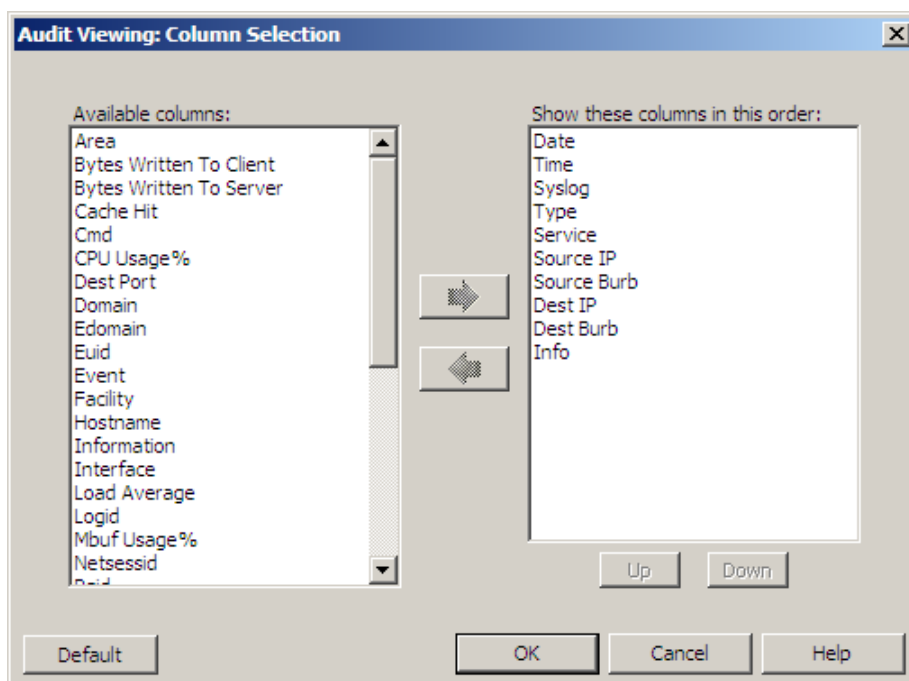 Audit Viewing: Column Selection
Available columns:
Area
Bytes Written To Client
Bytes Written To Server
Cache Hit
Cmd
CPU Usage%
Dest Port
Domain
Edomain
Euid
Event
Facility
Hostname
Information
Interface
Load Average
Logid
Mbuf Usage%
Netsessid
Show these columns in this order:
Date
Time
Syslog
Type
Service
Source IP
Source Burb
Dest IP
Dest Burb
Info
Up Down
Default OK Cancel Help